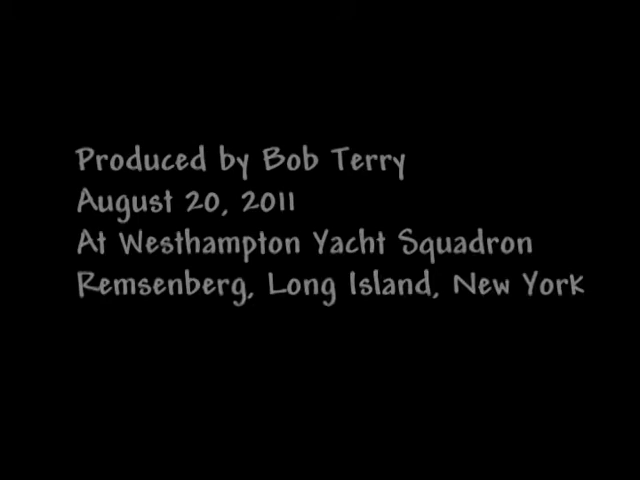 Produced by Bob Terry
August 20, 2011
At Westhampton Yacht Squadron
Remsenberg, Long Island, New York